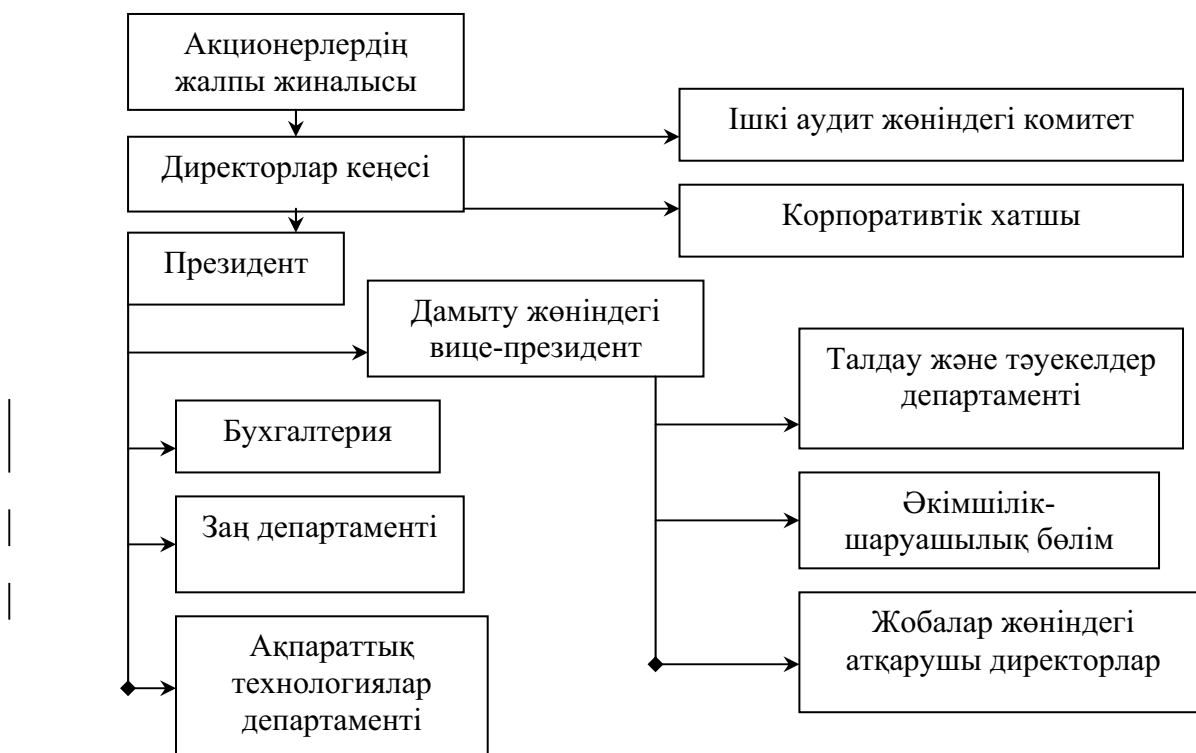 Акционерлердің
жалпы жиналысы
Ішкі аудит жөніндегі комитет
Директорлар кеңесі
Корпоративтік хатшы
Президент
Дамыту жөніндегі
вице-президент
Талдау және тәуекелдер
департаменті
Бухгалтерия
Заң департаменті
Әкімшілік-
шаруашылық бөлім
Ақпараттық
технологиялар
департаменті
Жобалар жөніндегі
атқарушы директорлар